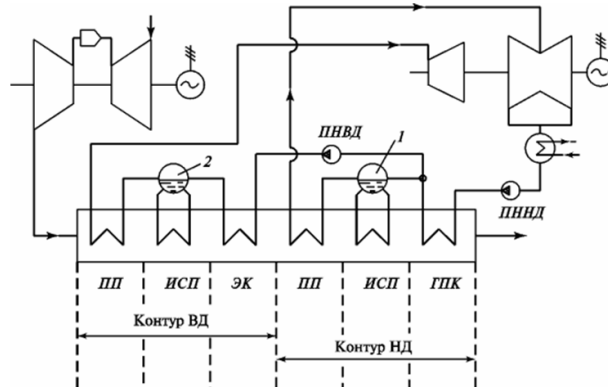 ПНВД
1
2
ПННД
ПП ИСП ЭК ПП ИСП ГПК
Контур ВД
Контур НД